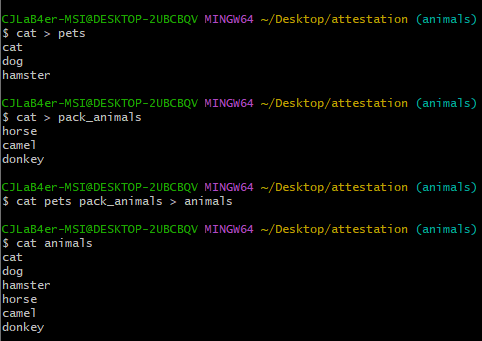 CJLaB4er-MSI@DESKTOP-2UBCBQV MINGW64 ~/Desktop/attestation (animals)
$ cat > pets
cat
dog
hamster
CJLaB4er-MSI@DESKTOP-2UBCBQV MINGW64 ~/Desktop/attestation (animals)
$ cat > pack_animals
horse
camel
donkey
CJLaB4er-MSI@DESKTOP-2UBCBQV MINGW64 ~/Desktop/attestation (animals)
$ cat pets pack_animals > animals
CJLaB4er-MSI@DESKTOP-2UBCBQV MINGW64 ~/Desktop/attestation (animals)
$ cat animals
cat
dog
hamster
horse
camel
donkey